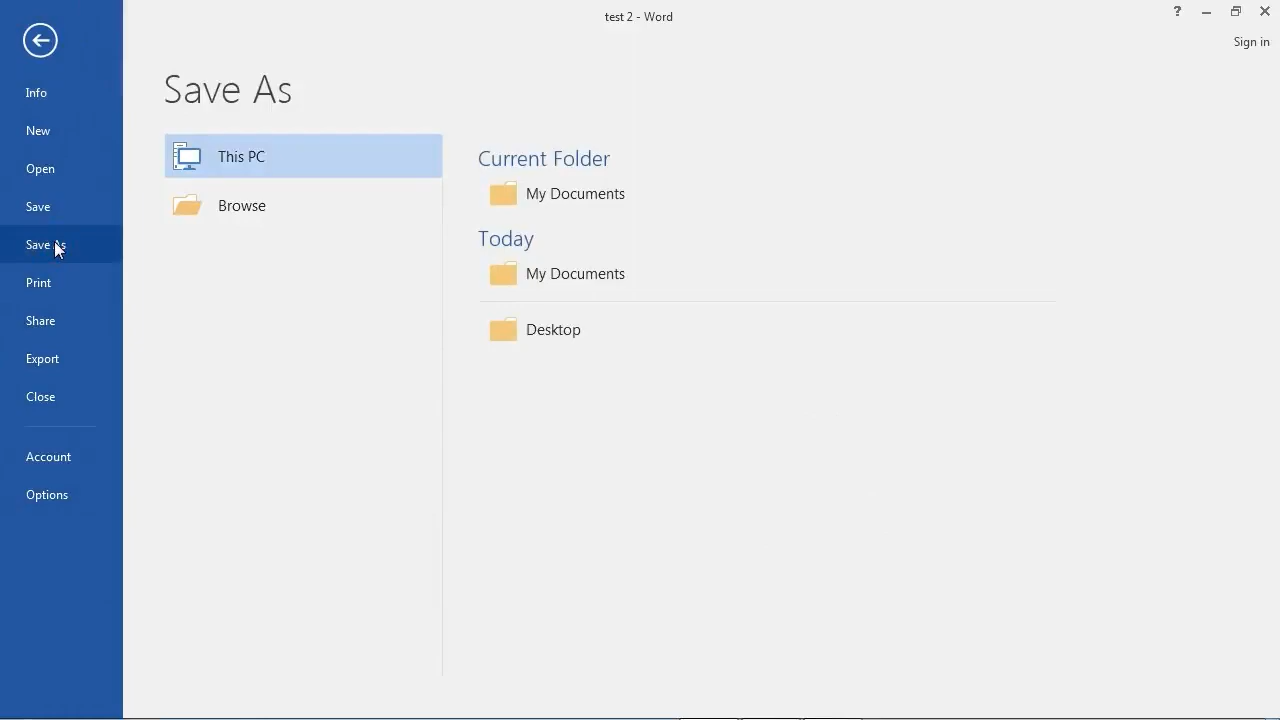 test 2 - Word
?
Sign in
Info
New
Open
Save
Save As
Print
Share
Export
Close
Account
Options
Save As
This PC
Browse
Current Folder
My Documents
Today
My Documents
Desktop